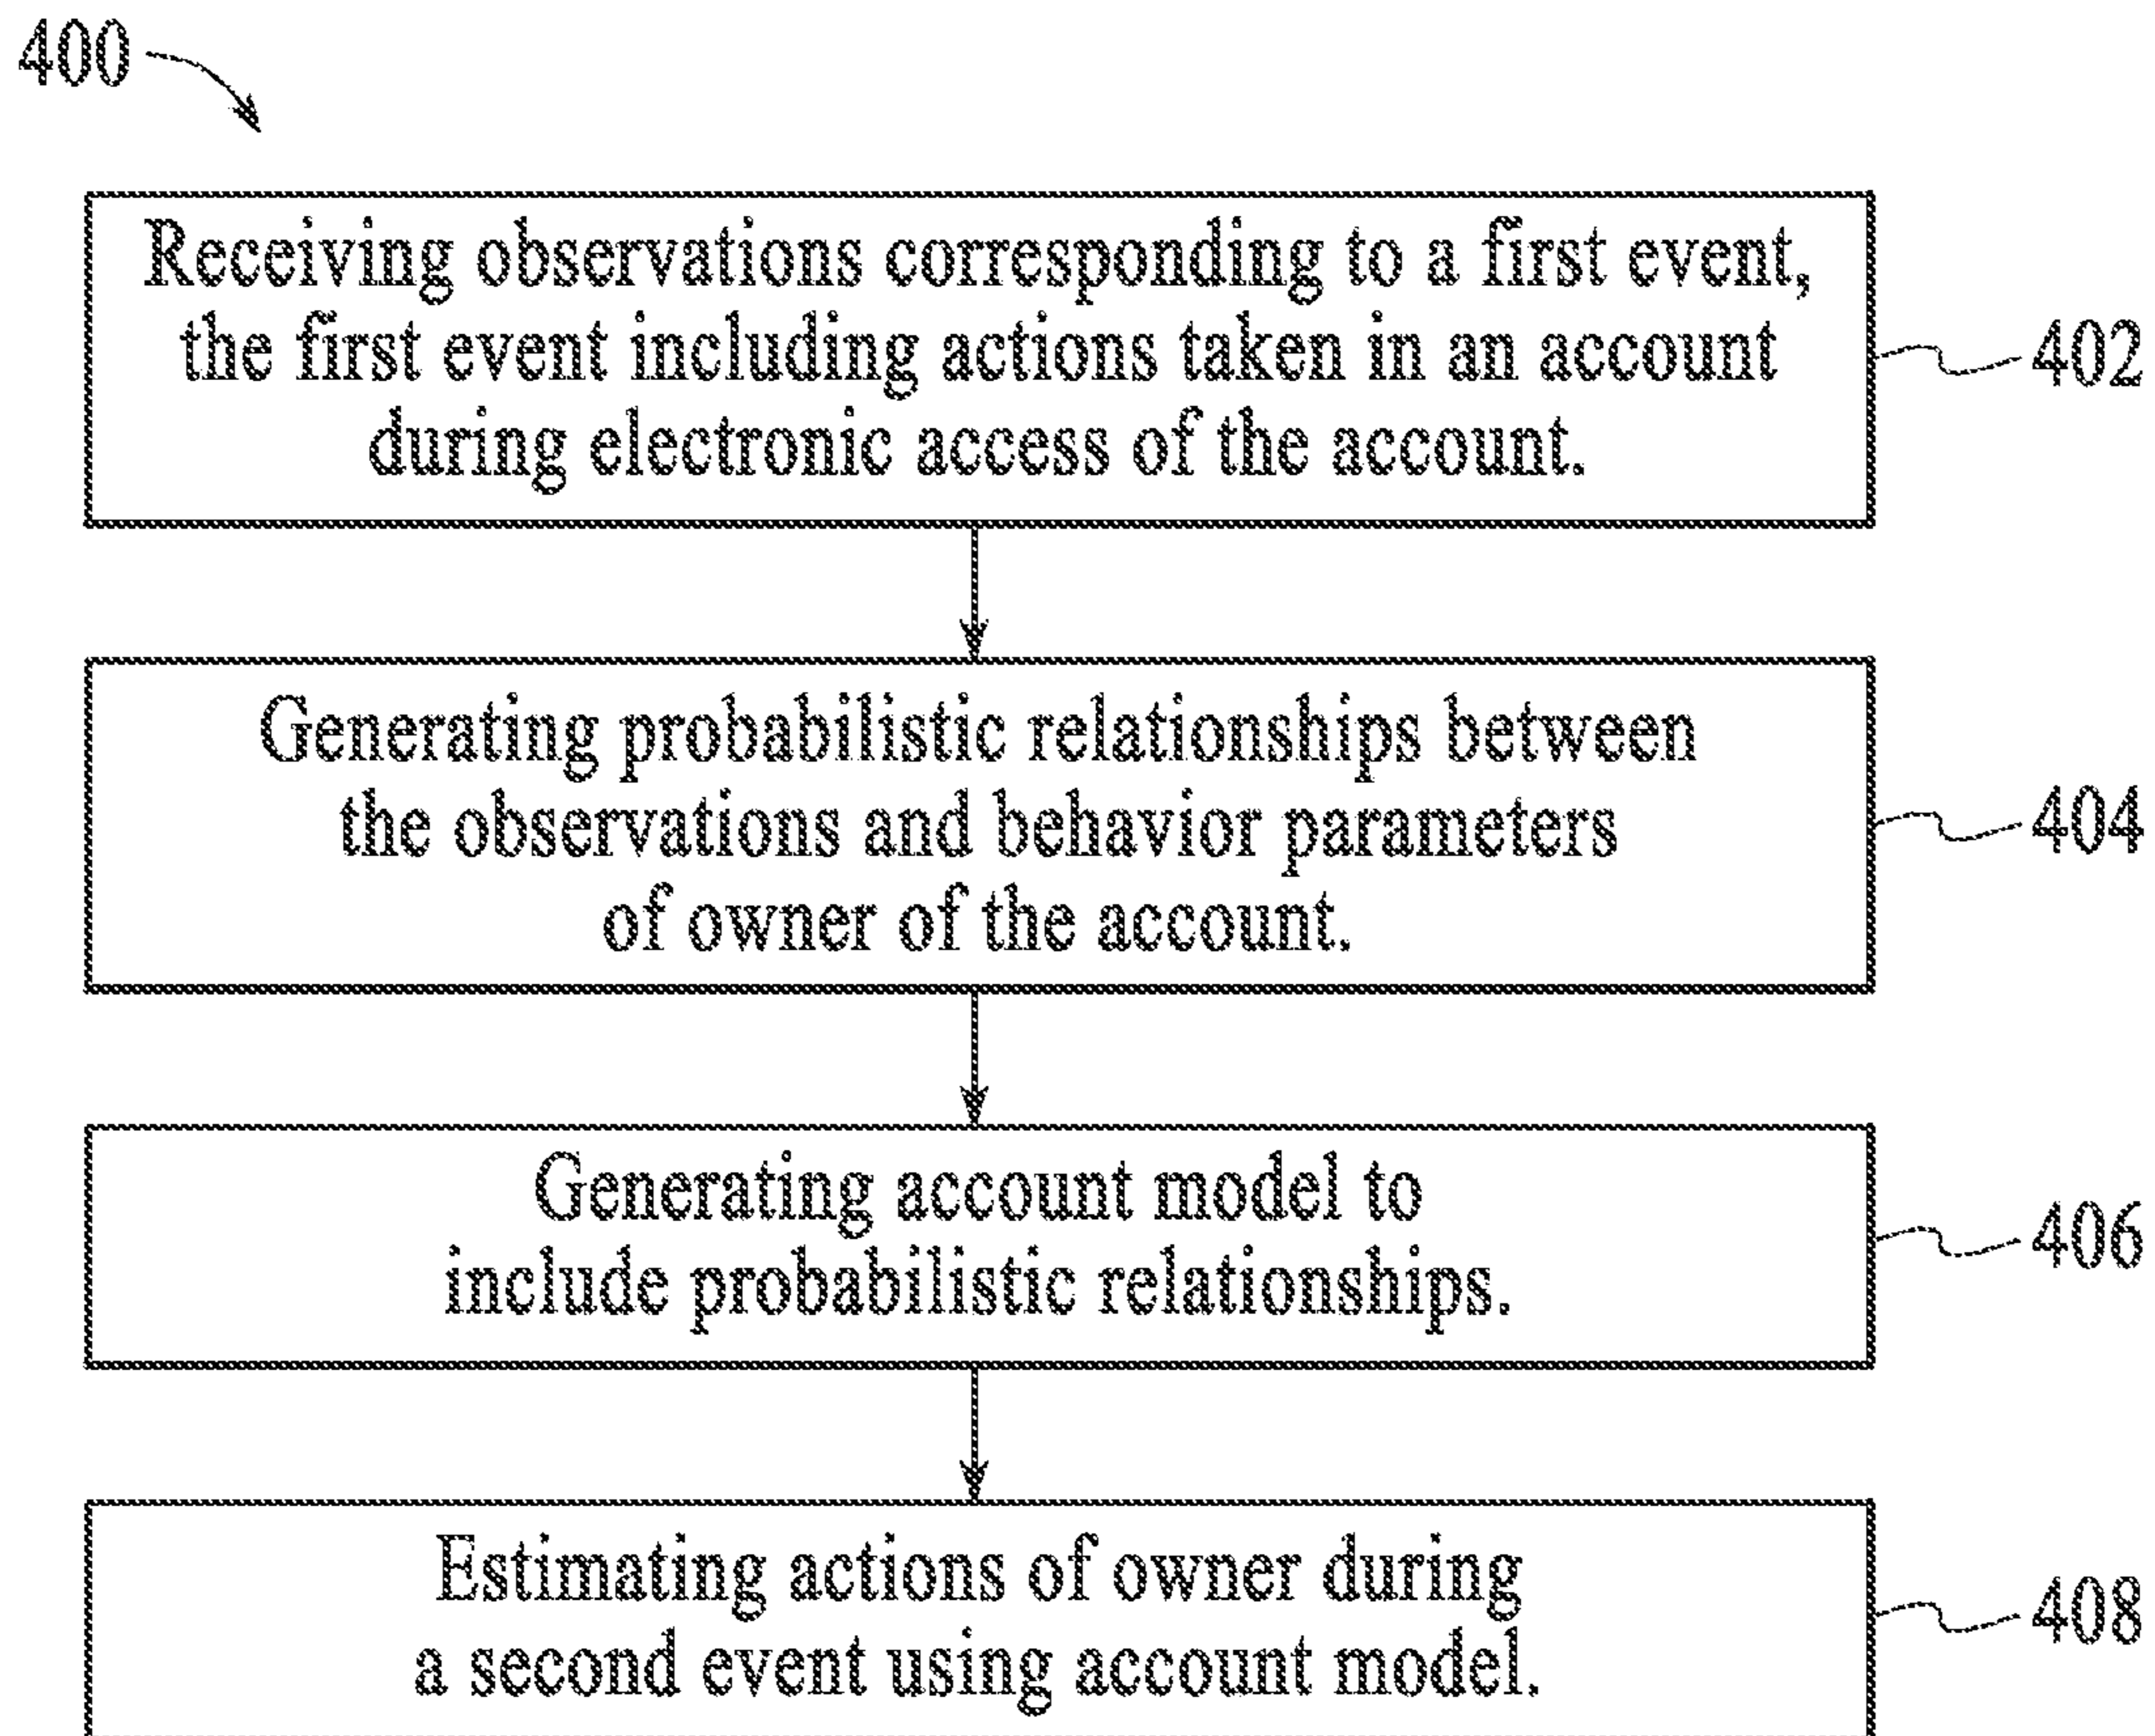 400
Receiving observations corresponding to a first event,
the first event including actions taken in an account
during electronic access of the account.
402
Generating probabilistic relationships between
the observations and behavior parameters
of owner of the account.
404
Generating account model to
include probabilistic relationships.
406
Estimating actions of owner during
a second event using account model.
408